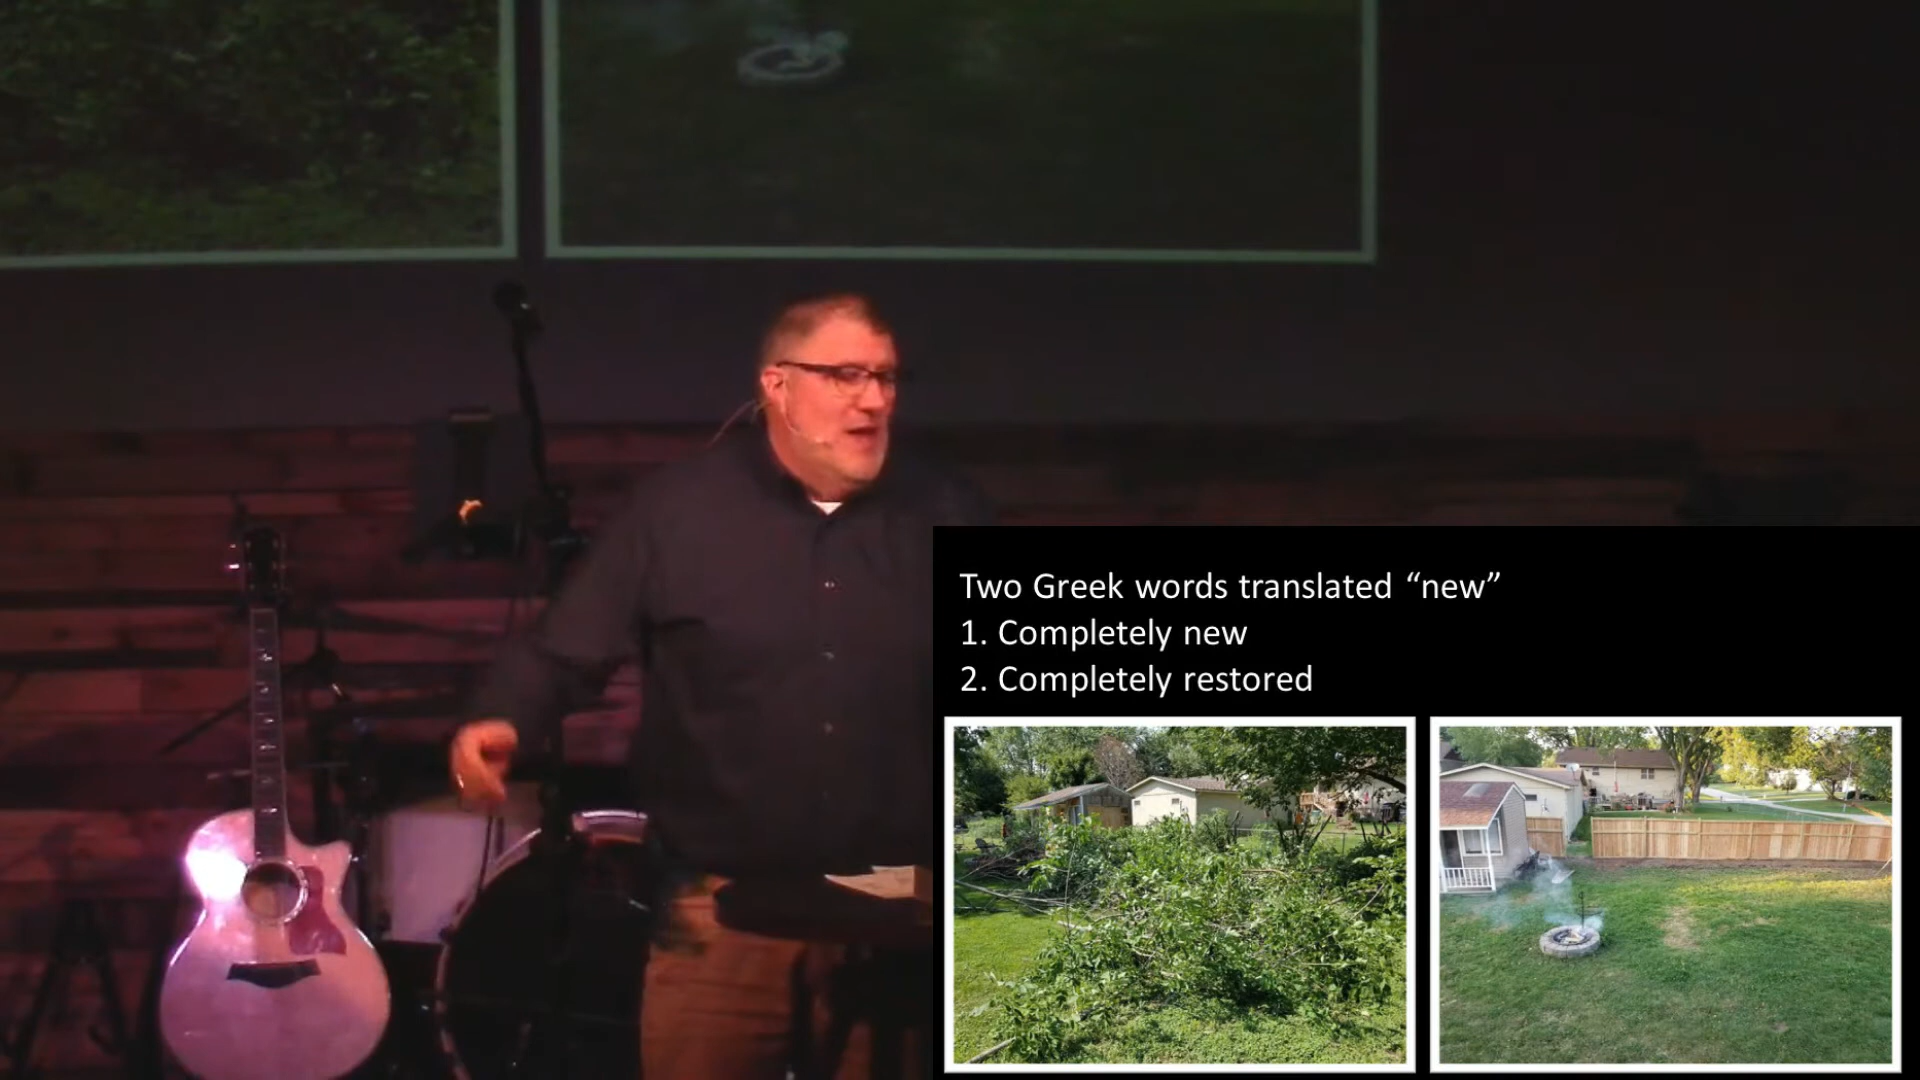 Two Greek words translated “new”
1. Completely new
2. Completely restored